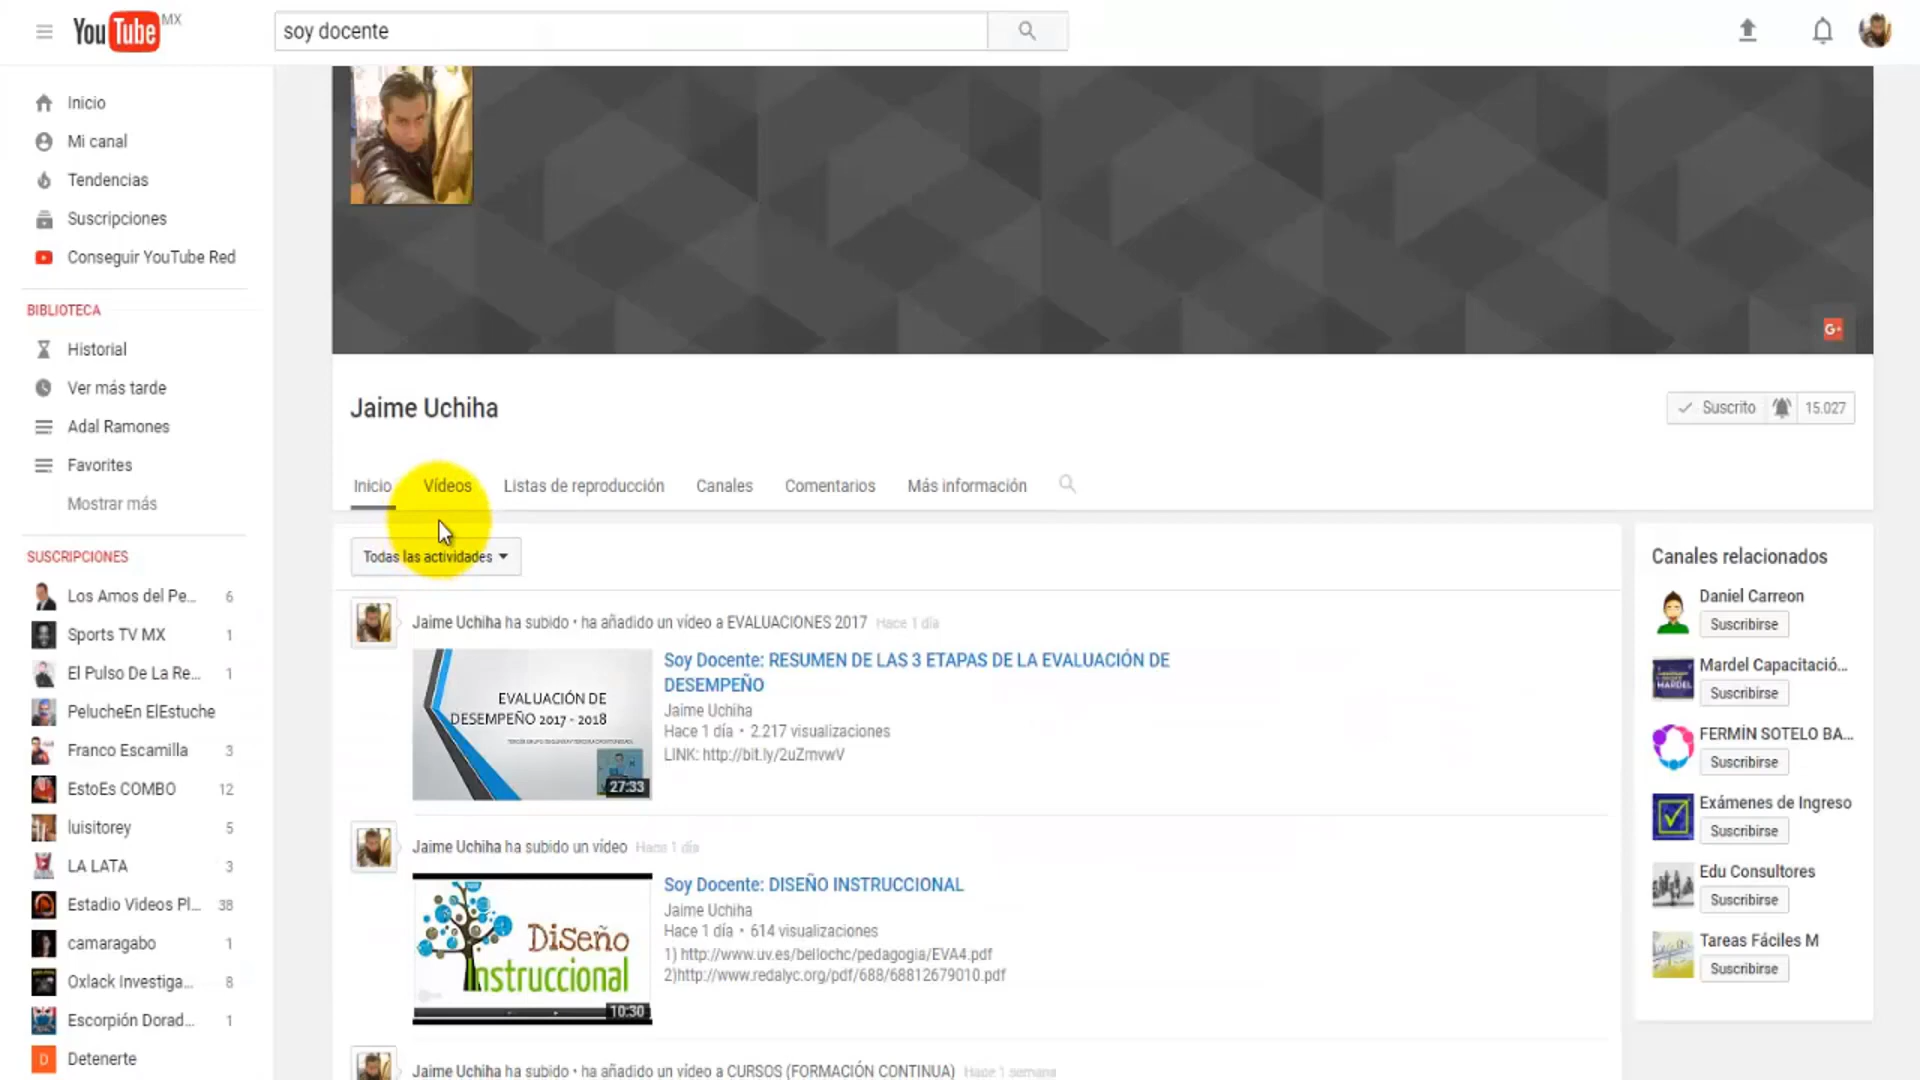 YouTube MX
soy docente
Inicio
Mi canal
Tendencias
Suscripciones
Conseguir YouTube Red
BIBLIOTECA
Historial
Ver más tarde
Adal Ramones
Favorites
Mostrar más
SUSCRIPCIONES
Los Amos del Pe... 6
Sports TV MX 1
El Pulso De La Re... 1
PelucheEn ElEstuche
Franco Escamilla 3
EstoEs COMBO 12
luisitorey 5
LA LATA 3
Estadio Videos Pl... 38
camaragabo 1
Oxlack Investiga... 8
Escorpión Dorad... 1
D Detenerte
G+
Jaime Uchiha
Suscrito 15.027
Inicio Vídeos Listas de reproducción Canales Comentarios Más información
Todas las actividades
Jaime Uchiha ha subido • ha añadido un vídeo a EVALUACIONES 2017 Hace 1 día
EVALUACIÓN DE
DESEMPEÑO 2017 - 2018
27:33
Soy Docente: RESUMEN DE LAS 3 ETAPAS DE LA EVALUACIÓN DE
DESEMPEÑO
Jaime Uchiha
Hace 1 día • 2.217 visualizaciones
LINK: http://bit.ly/2uZmvwV
Jaime Uchiha ha subido un vídeo Hace 1 día
Diseño
Instruccional
10:30
Soy Docente: DISEÑO INSTRUCCIONAL
Jaime Uchiha
Hace 1 día • 614 visualizaciones
1) http://www.uv.es/bellochc/pedagogia/EVA4.pdf
2)http://www.redalyc.org/pdf/688/68812679010.pdf
Jaime Uchiha ha subido • ha añadido un vídeo a CURSOS (FORMACIÓN CONTINUA) Hace 1 semana
Canales relacionados
Daniel Carreon
Suscribirse
Mardel Capacitació...
MARDEL
Suscribirse
FERMÍN SOTELO BA...
Suscribirse
Exámenes de Ingreso
Suscribirse
Edu Consultores
Suscribirse
Tareas Fáciles M
Suscribirse